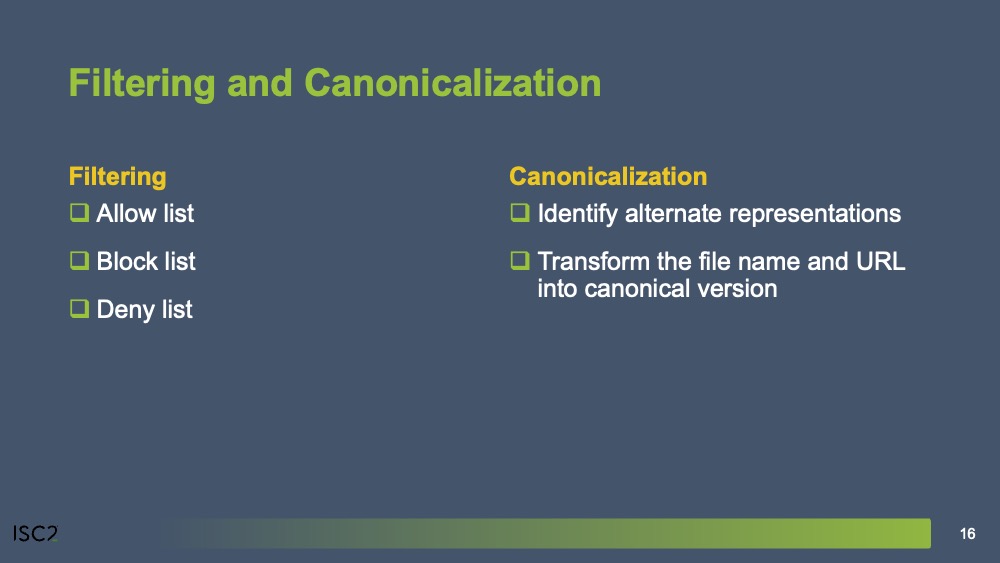 Filtering and Canonicalization
Filtering
Allow list
Block list
Deny list
Canonicalization
Identify alternate representations
Transform the file name and URL
into canonical version
ISC2
16